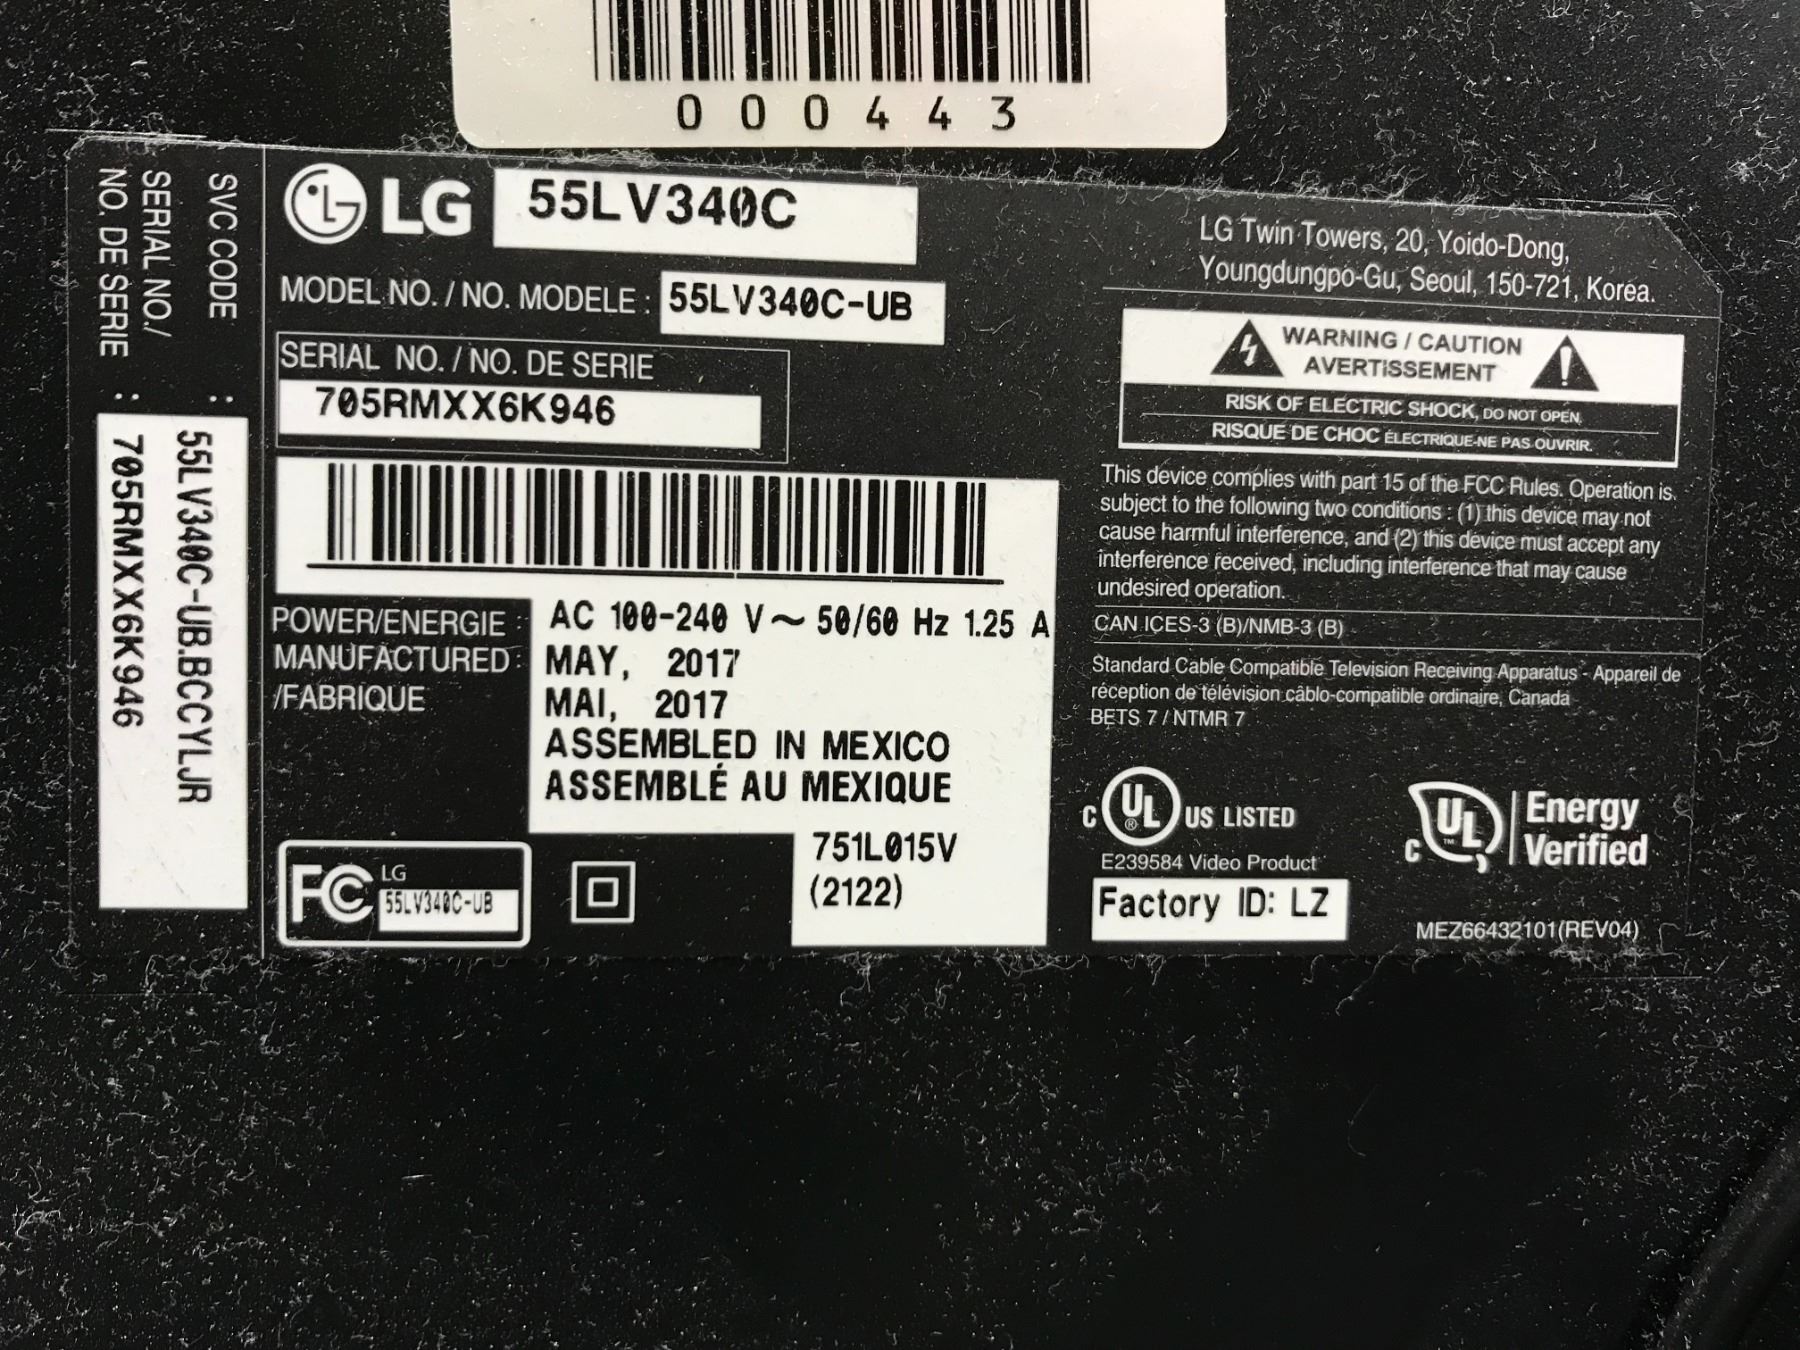 000443
SVC CODE : 55LV340C-UB.BCCYLJR
SERIAL NO./
NO. DE SERIE : 705RMXX6K946
LG 55LV340C
MODEL NO. / NO. MODELE : 55LV340C-UB
SERIAL NO. / NO. DE SERIE
705RMXX6K946
POWER/ENERGIE : AC 100-240 V ~ 50/60 Hz 1.25 A
MANUFACTURED : MAY, 2017
/FABRIQUE MAI, 2017
ASSEMBLED IN MEXICO
ASSEMBLÉ AU MEXIQUE
751L015V
(2122)
FC LG
55LV340C-UB
LG Twin Towers, 20, Yoido-Dong,
Youngdungpo-Gu, Seoul, 150-721, Korea.
WARNING / CAUTION
AVERTISSEMENT
RISK OF ELECTRIC SHOCK, DO NOT OPEN.
RISQUE DE CHOC ÉLECTRIQUE-NE PAS OUVRIR.
This device complies with part 15 of the FCC Rules. Operation is
subject to the following two conditions : (1) this device may not
cause harmful interference, and (2) this device must accept any
interference received, including interference that may cause
undesired operation.
CAN ICES-3 (B)/NMB-3 (B)
Standard Cable Compatible Television Receiving Apparatus - Appareil de
réception de télévision câblo-compatible ordinaire, Canada
BETS 7 / NTMR 7
C UL ® US LISTED
E239584 Video Product
Factory ID: LZ
C UL ™ Energy
Verified
MEZ66432101(REV04)